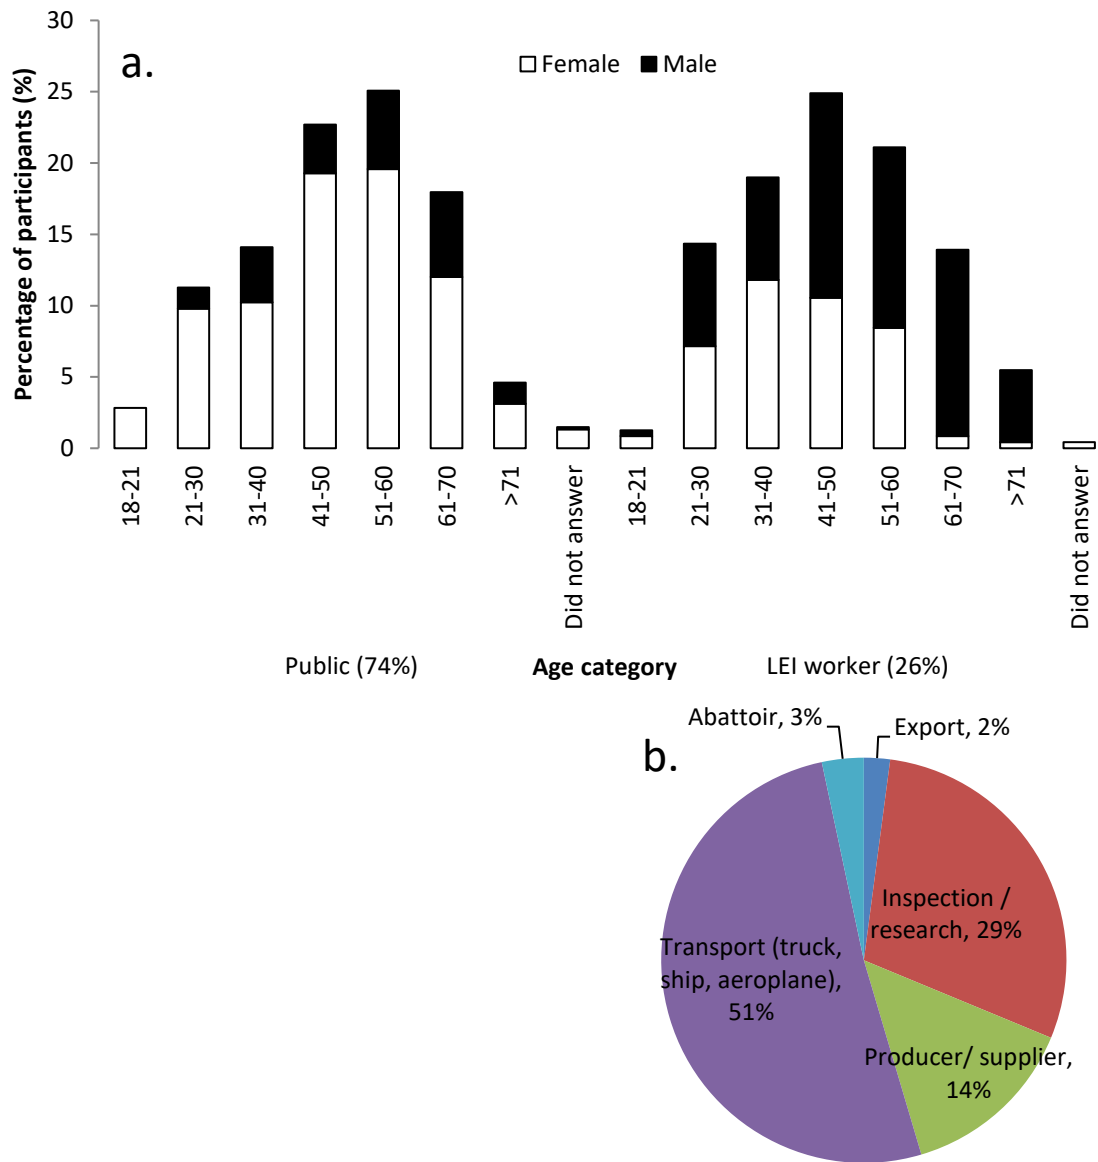 30
25
20
15
10
5
0
Percentage of participants (%)
a.
Female
Male
18-21
21-30
31-40
41-50
51-60
61-70
>71
Did not answer
18-21
21-30
31-40
41-50
51-60
61-70
>71
Did not answer
Public (74%)
Age category
LEI worker (26%)
b.
Abattoir, 3%
Export, 2%
Inspection /
research, 29%
Transport (truck,
ship, aeroplane),
51%
Producer/ supplier,
14%